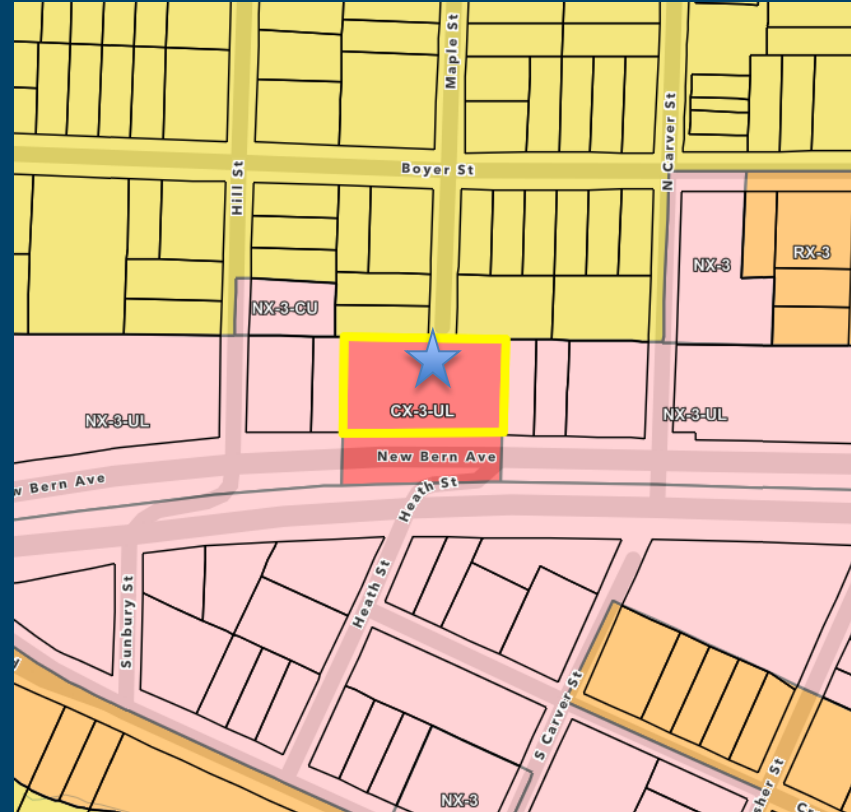 Maple St
N Carver St
Boyer St
Hill St
NX-3
RX-3
NX-3-CU
CX-3-UL
NX-3-UL
NX-3-UL
New Bern Ave
w Bern Ave
Heath St
Heath St
Sunbury St
S Carver St
NX-3
sher St